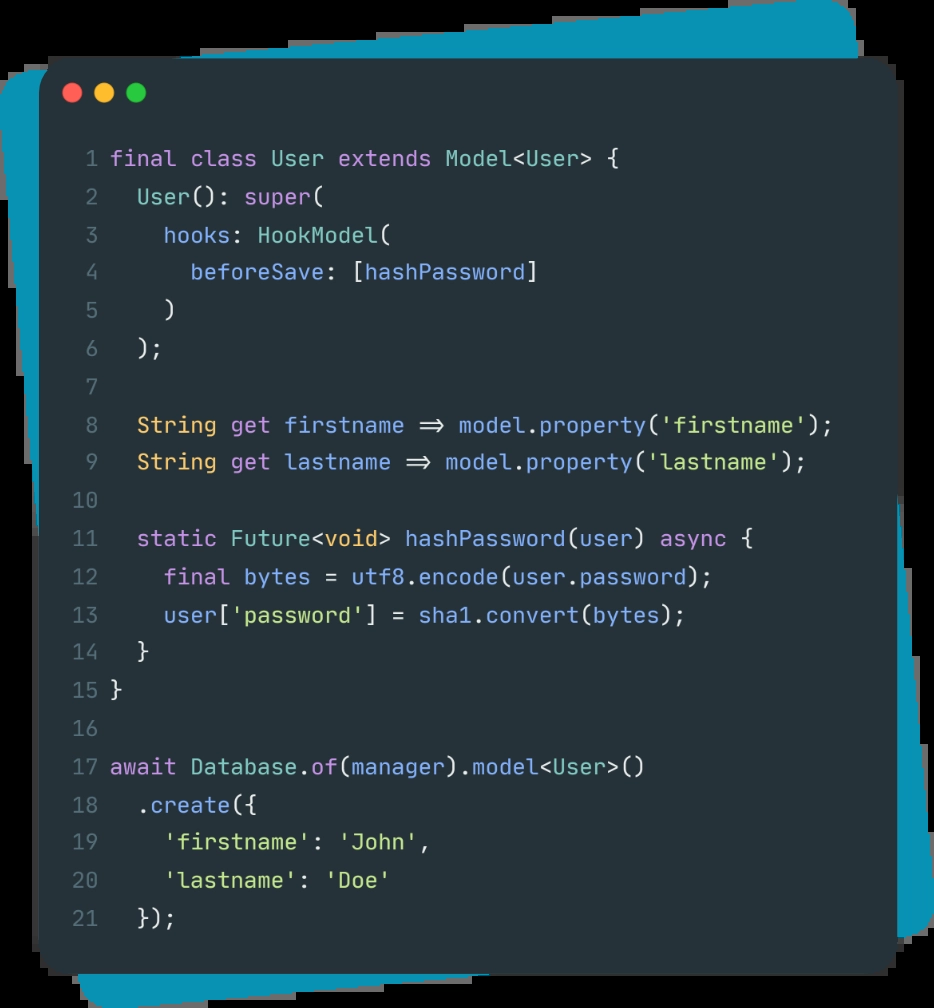 1 final class User extends Model<User> {
2   User(): super(
3     hooks: HookModel(
4       beforeSave: [hashPassword]
5     )
6   );
7
8   String get firstname => model.property('firstname');
9   String get lastname => model.property('lastname');
10
11   static Future<void> hashPassword(user) async {
12     final bytes = utf8.encode(user.password);
13     user['password'] = sha1.convert(bytes);
14   }
15 }
16
17 await Database.of(manager).model<User>()
18   .create({
19     'firstname': 'John',
20     'lastname': 'Doe'
21   });